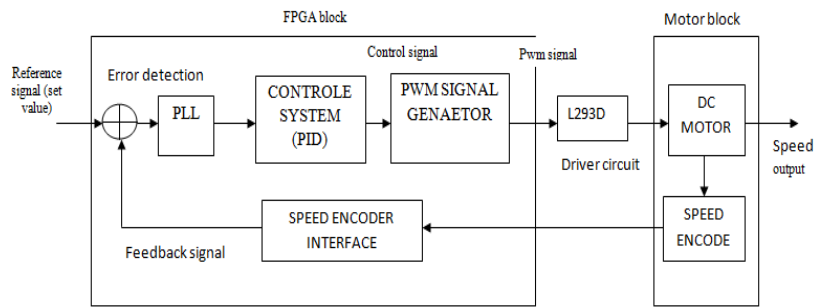 FPGA block
Motor block
Reference
signal (set
value)
Error detection
Control signal
Pwm signal
PLL
CONTROLE
SYSTEM
(PID)
PWM SIGNAL
GENAETOR
L293D
DC
MOTOR
Speed
output
Driver circuit
SPEED ENCODER
INTERFACE
SPEED
ENCODE
Feedback signal